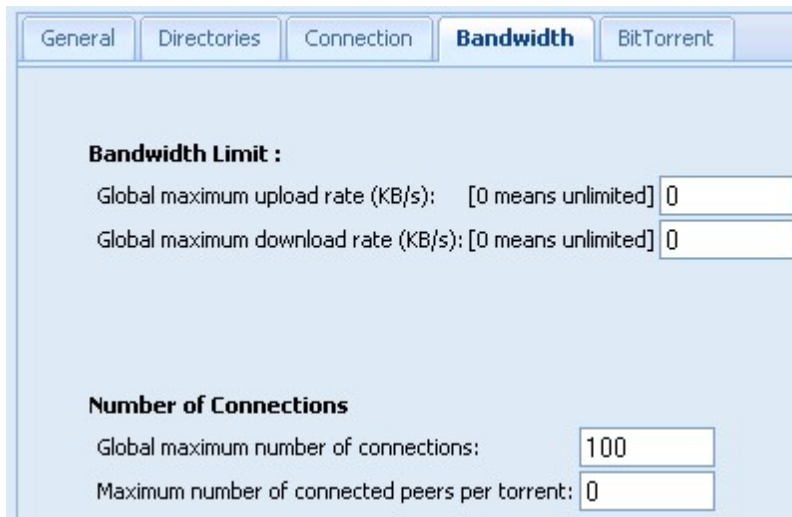 General Directories Connection Bandwidth BitTorrent
Bandwidth Limit :
Global maximum upload rate (KB/s): [0 means unlimited] 0
Global maximum download rate (KB/s): [0 means unlimited] 0
Number of Connections
Global maximum number of connections: 100
Maximum number of connected peers per torrent: 0